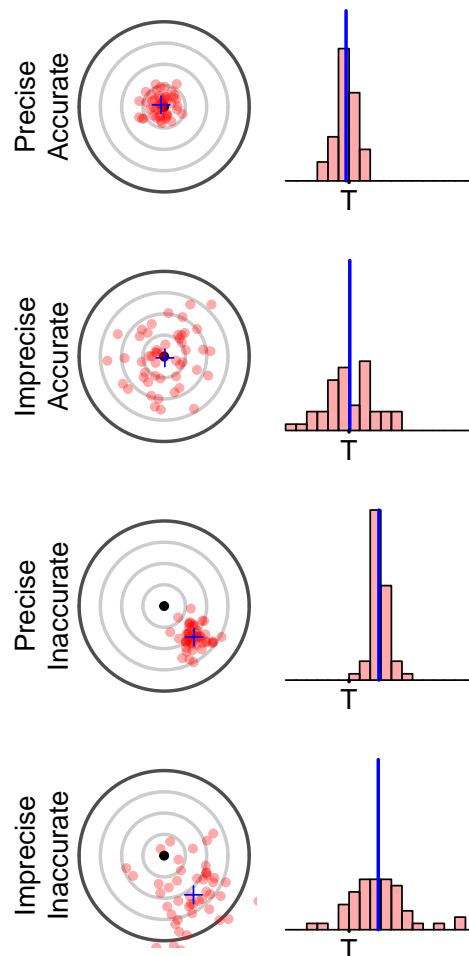 Precise
Accurate
T
Imprecise
Accurate
T
Precise
Inaccurate
T
Imprecise
Inaccurate
T